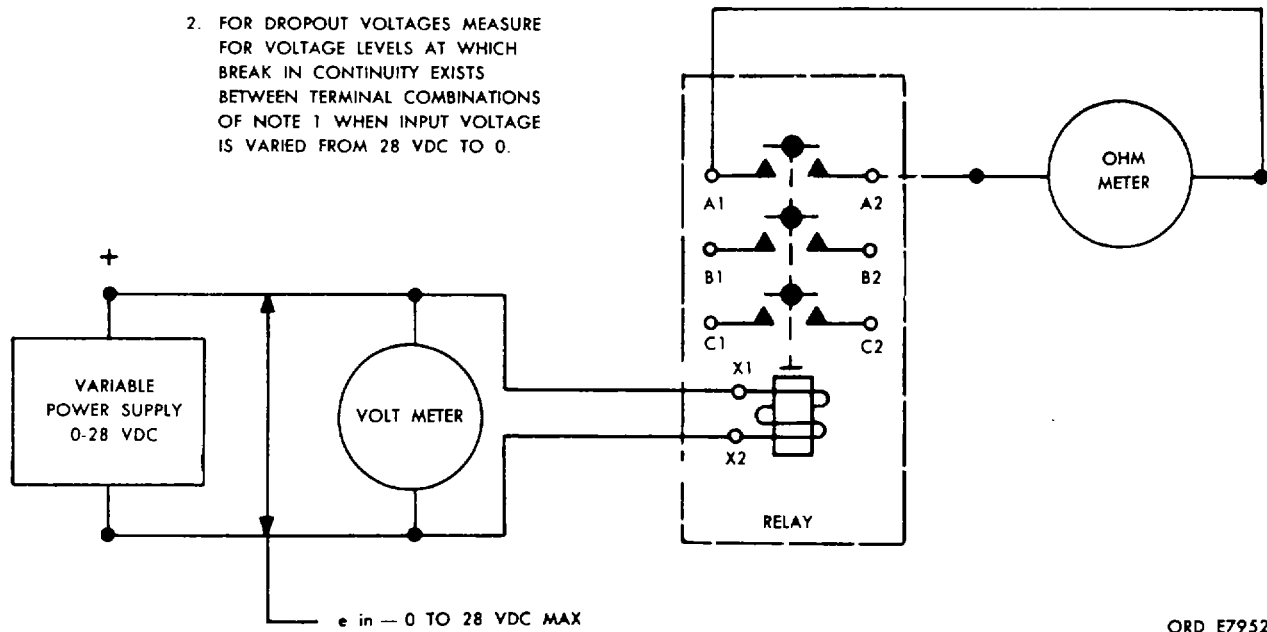 2. FOR DROPOUT VOLTAGES MEASURE
FOR VOLTAGE LEVELS AT WHICH
BREAK IN CONTINUITY EXISTS
BETWEEN TERMINAL COMBINATIONS
OF NOTE 1 WHEN INPUT VOLTAGE
IS VARIED FROM 28 VDC TO 0.
OHM
METER
A1
A2
B1
B2
C1
C2
+
VARIABLE
POWER SUPPLY
0-28 VDC
VOLT METER
X1
X2
RELAY
e in — 0 TO 28 VDC MAX
ORD E7952